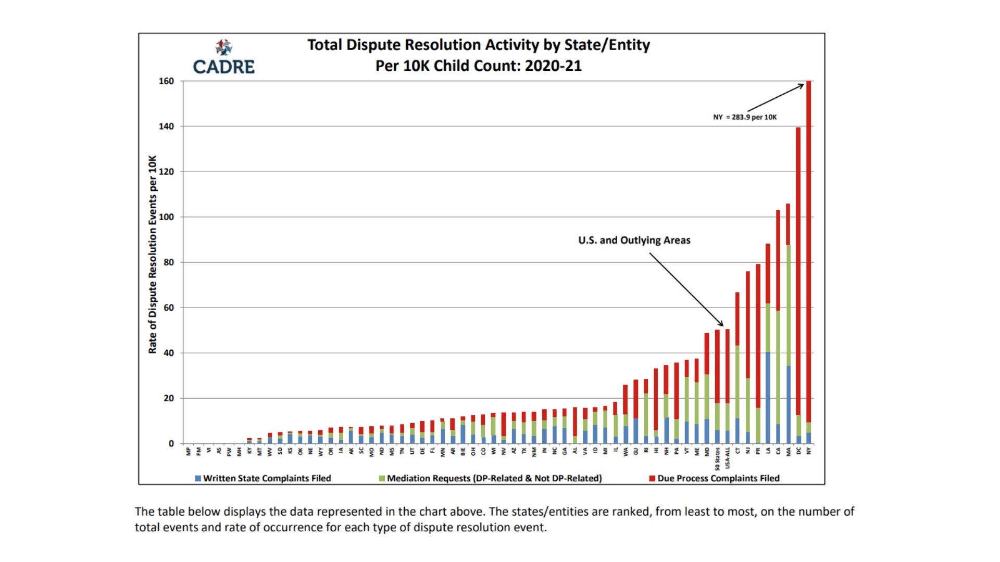 CADRE
Total Dispute Resolution Activity by State/Entity
Per 10K Child Count: 2020-21
Rate of Dispute Resolution Events per 10K
160
140
120
100
80
60
40
20
0
NY = 283.9 per 10K
U.S. and Outlying Areas
MP FM VI AS PW MH KY MT WV SD KS OK NE WY OR IA AK SC MO ND MS TN UT DE FL MN AR BIE OH CO WI NV AZ TX NM IN NC GA AL VA ID MI IL WA GU RI HI NH PA VT ME MD 50 States USA-ALL CT NJ PR LA CA MA DC NY
Written State Complaints Filed Mediation Requests (DP-Related & Not DP-Related) Due Process Complaints Filed
The table below displays the data represented in the chart above. The states/entities are ranked, from least to most, on the number of
total events and rate of occurrence for each type of dispute resolution event.